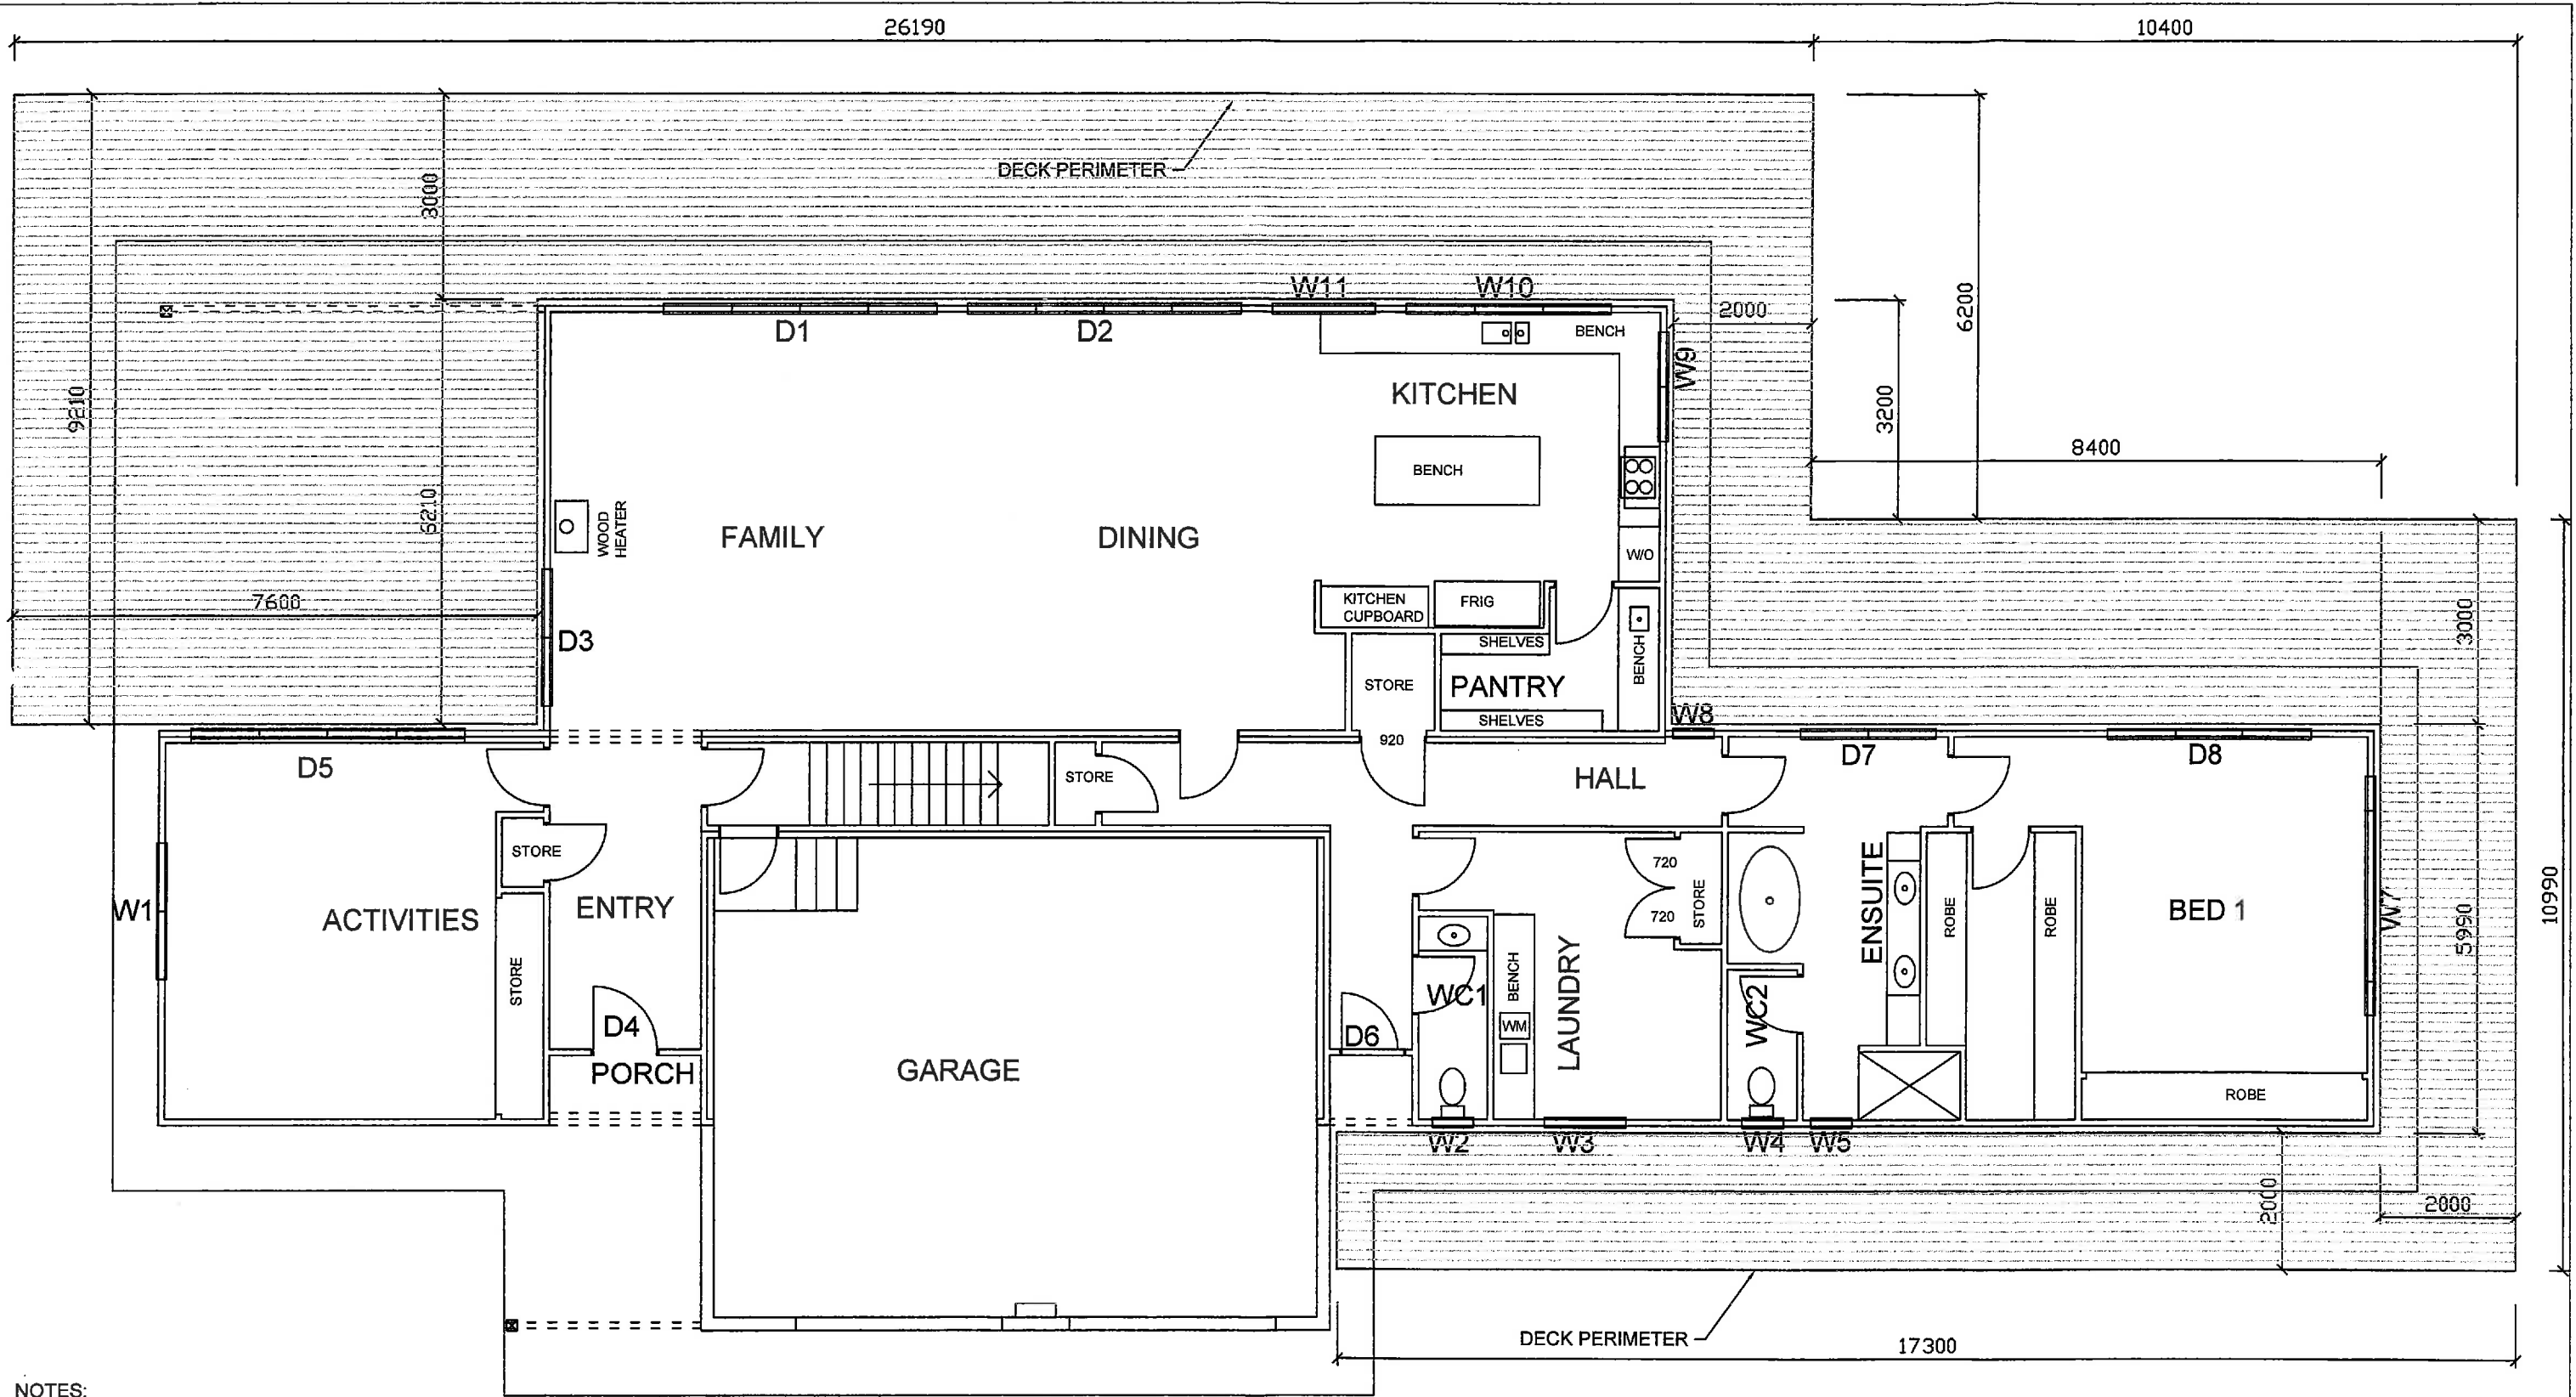 26190
10400
DECK PERIMETER
3000
W11
W10
D1
D2
BENCH
2000
W9
6200
3200
KITCHEN
8400
9210
BENCH
6210
WOOD
HEATER
FAMILY
DINING
W/O
7600
KITCHEN
CUPBOARD
FRIG
D3
SHELVES
BENCH
3000
STORE
PANTRY
SHELVES
W8
920
D5
STORE
HALL
D7
D8
STORE
720
720
STORE
ENSUITE
ROBE
ROBE
BED 1
W7
5990
10990
W1
ACTIVITIES
ENTRY
STORE
BENCH
LAUNDRY
WC1
WC2
D4
WM
D6
PORCH
GARAGE
ROBE
W2
W3
W4
W5
2000
2000
DECK PERIMETER
17300
NOTES: